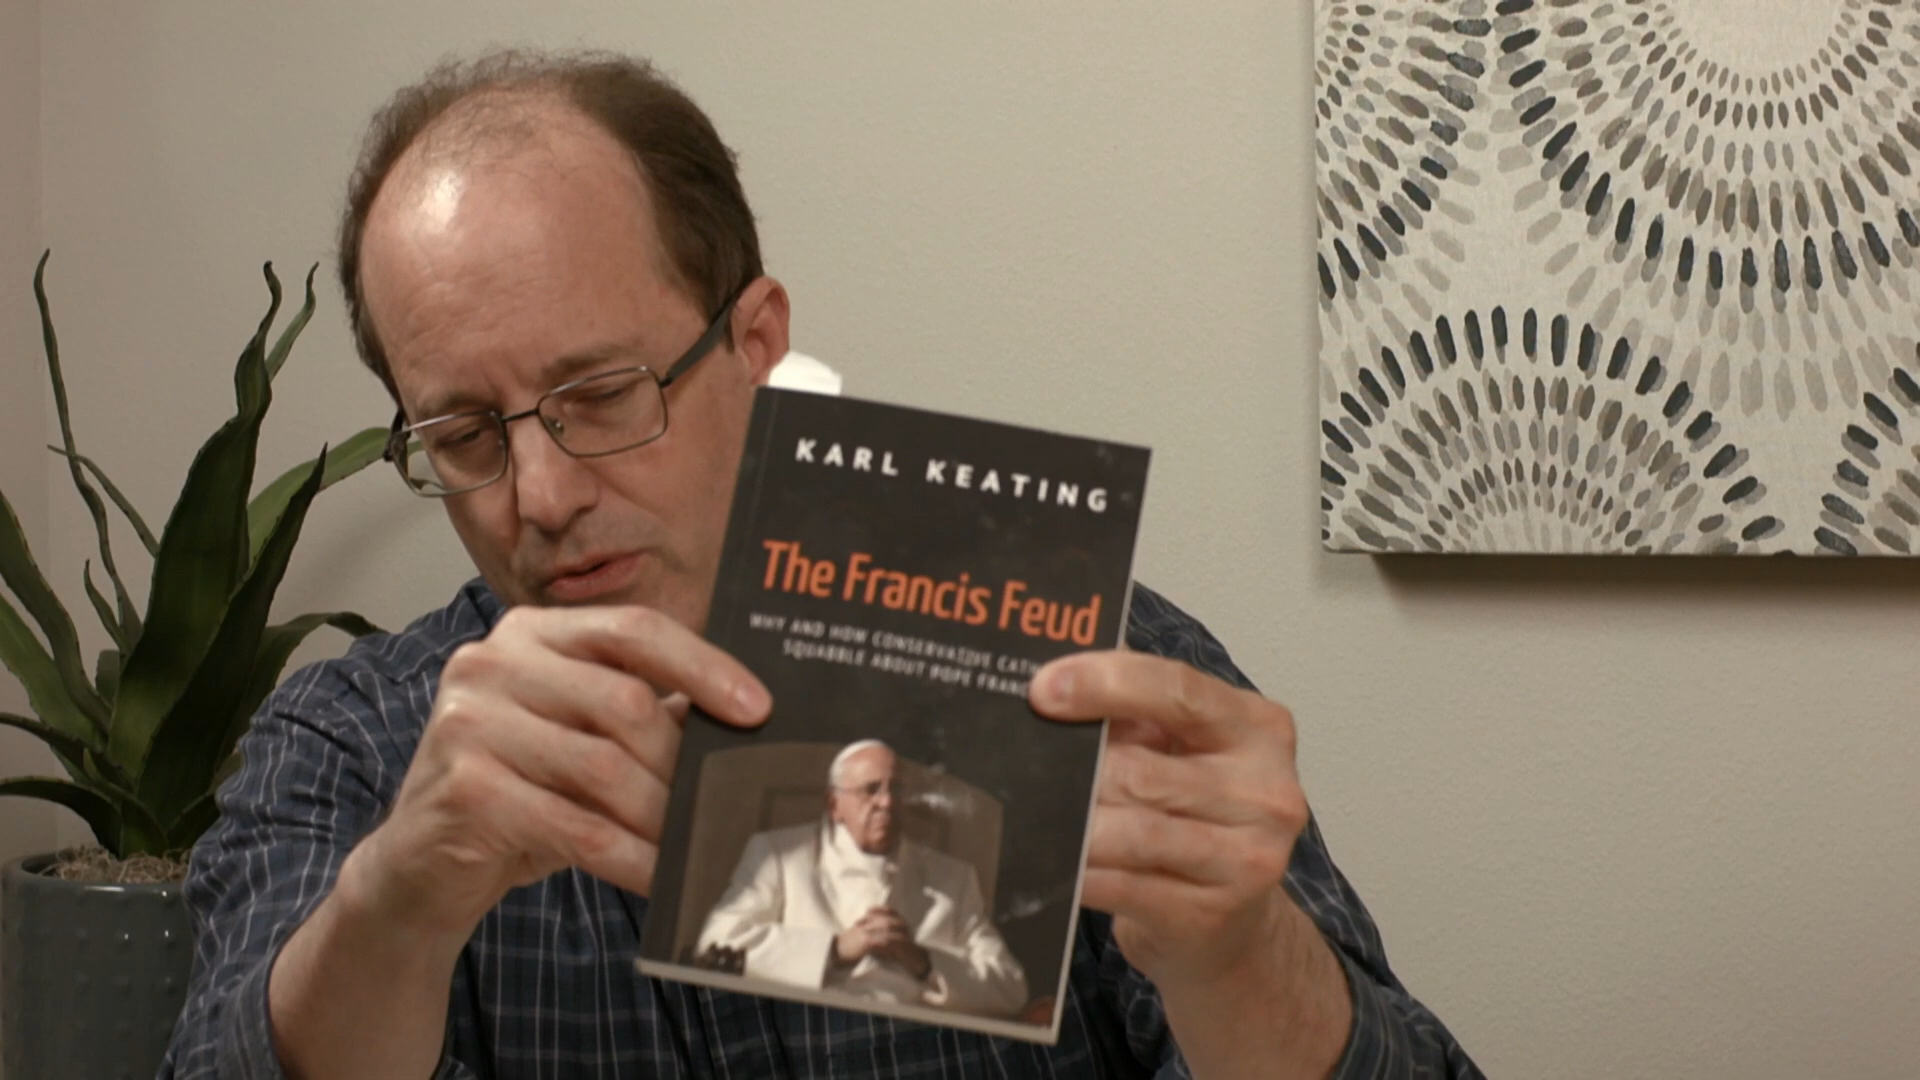 KARL KEATING
The Francis Feud
WHY AND HOW CONSERVATIVE
SQUABBLE ABOUT POPE